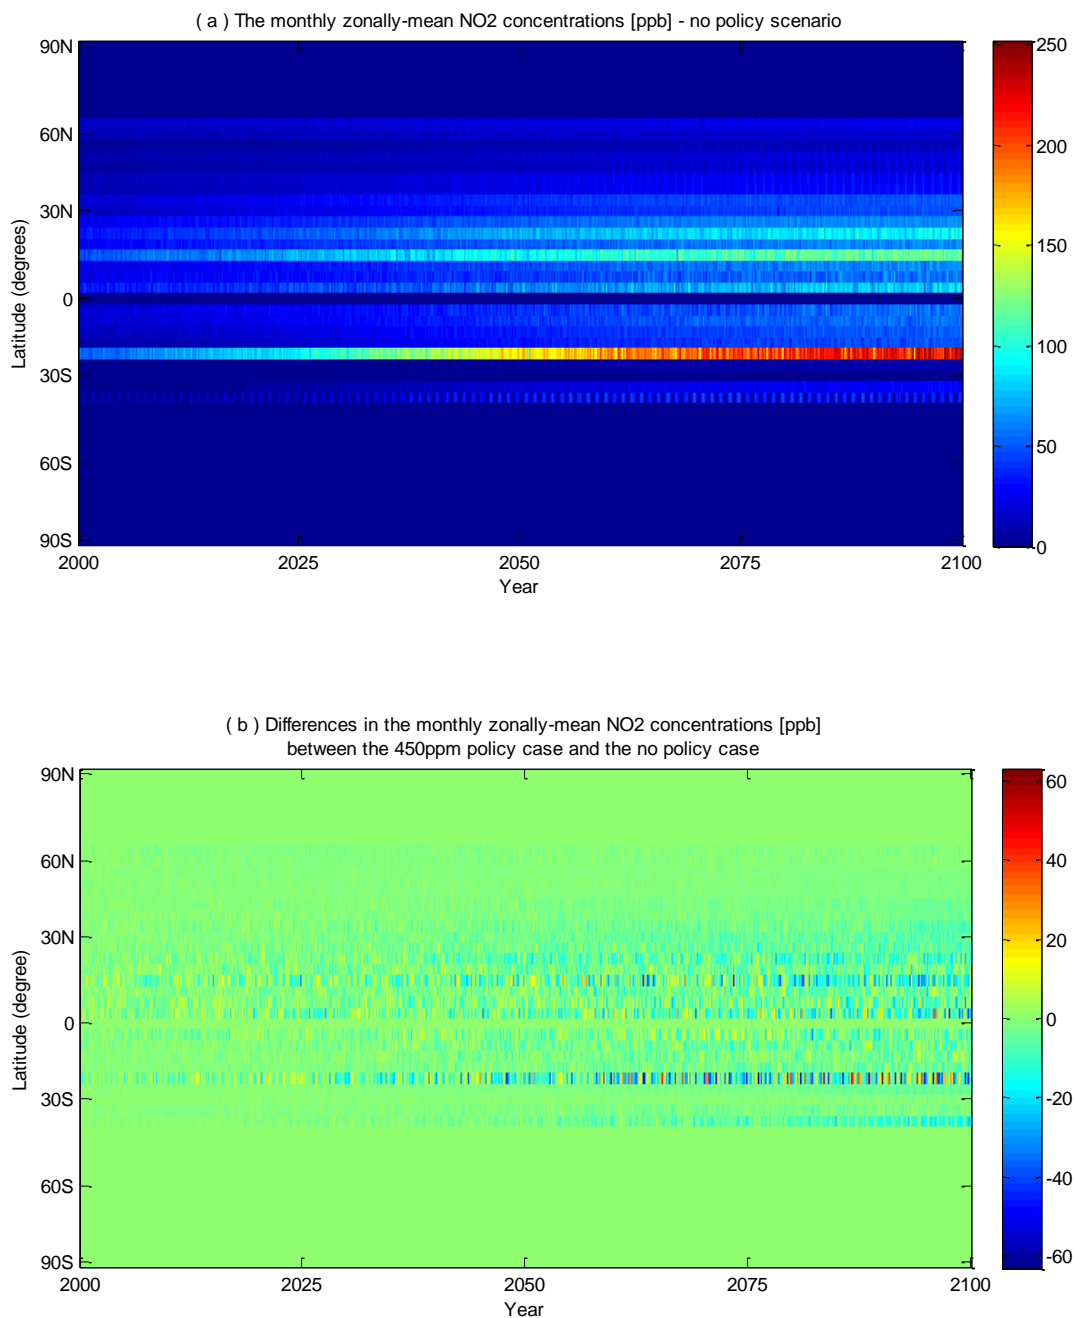 ( a ) The monthly zonally-mean NO2 concentrations [ppb] - no policy scenario
90N
60N
30N
0
30S
60S
90S
Latitude (degrees)
2000
2025
2050
2075
2100
Year
250
200
150
100
50
0
( b ) Differences in the monthly zonally-mean NO2 concentrations [ppb]
between the 450ppm policy case and the no policy case
90N
60N
30N
0
30S
60S
90S
Latitude (degree)
2000
2025
2050
2075
2100
Year
60
40
20
0
-20
-40
-60